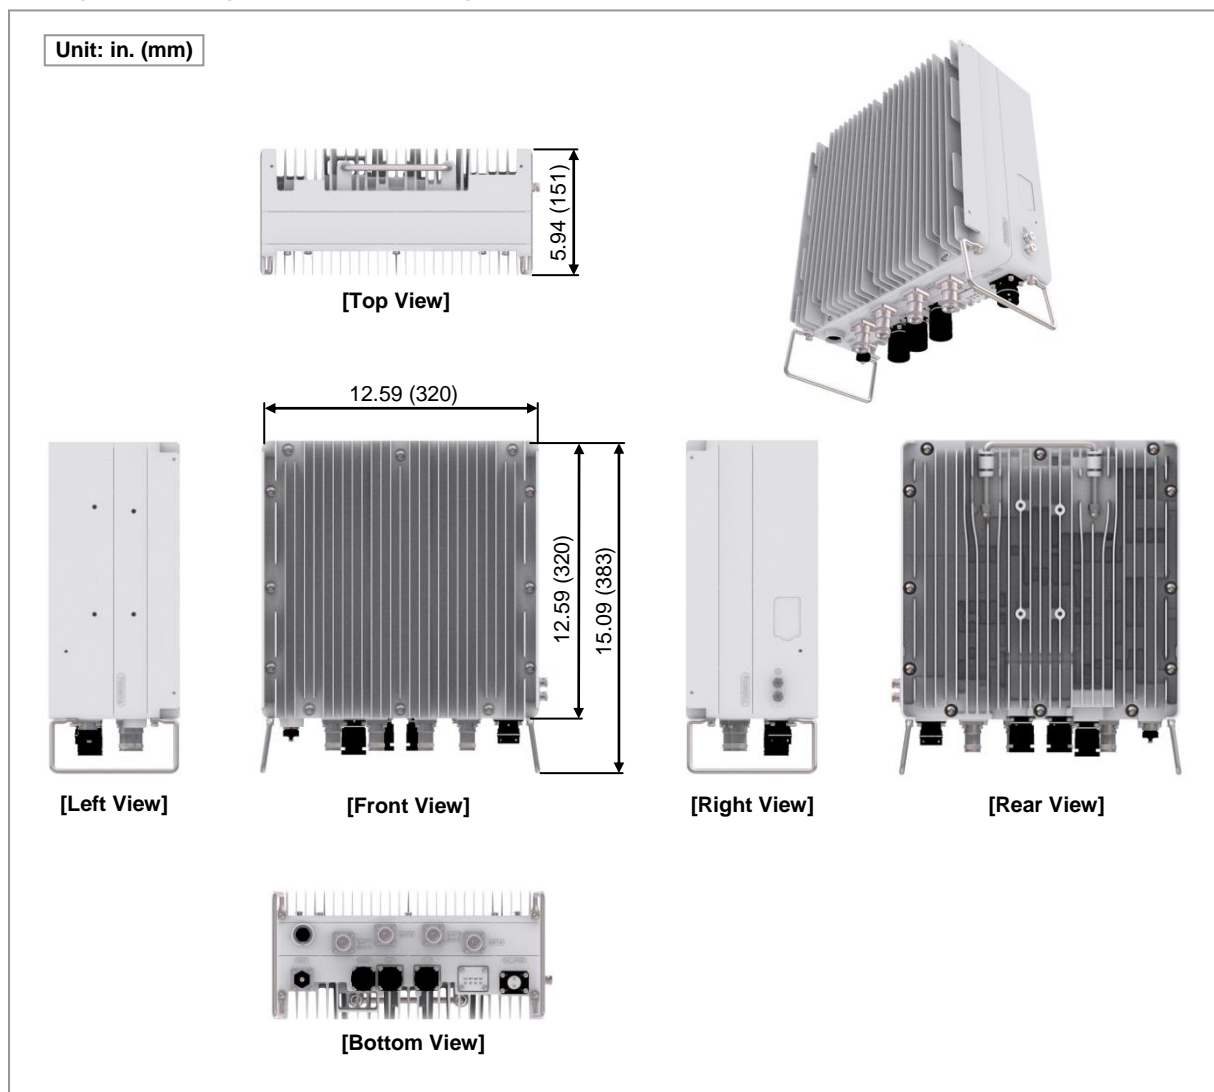 Unit: in. (mm)
5.94 (151)
[Top View]
12.59 (320)
12.59 (320)
15.09 (383)
[Left View]
[Front View]
[Right View]
[Rear View]
[Bottom View]